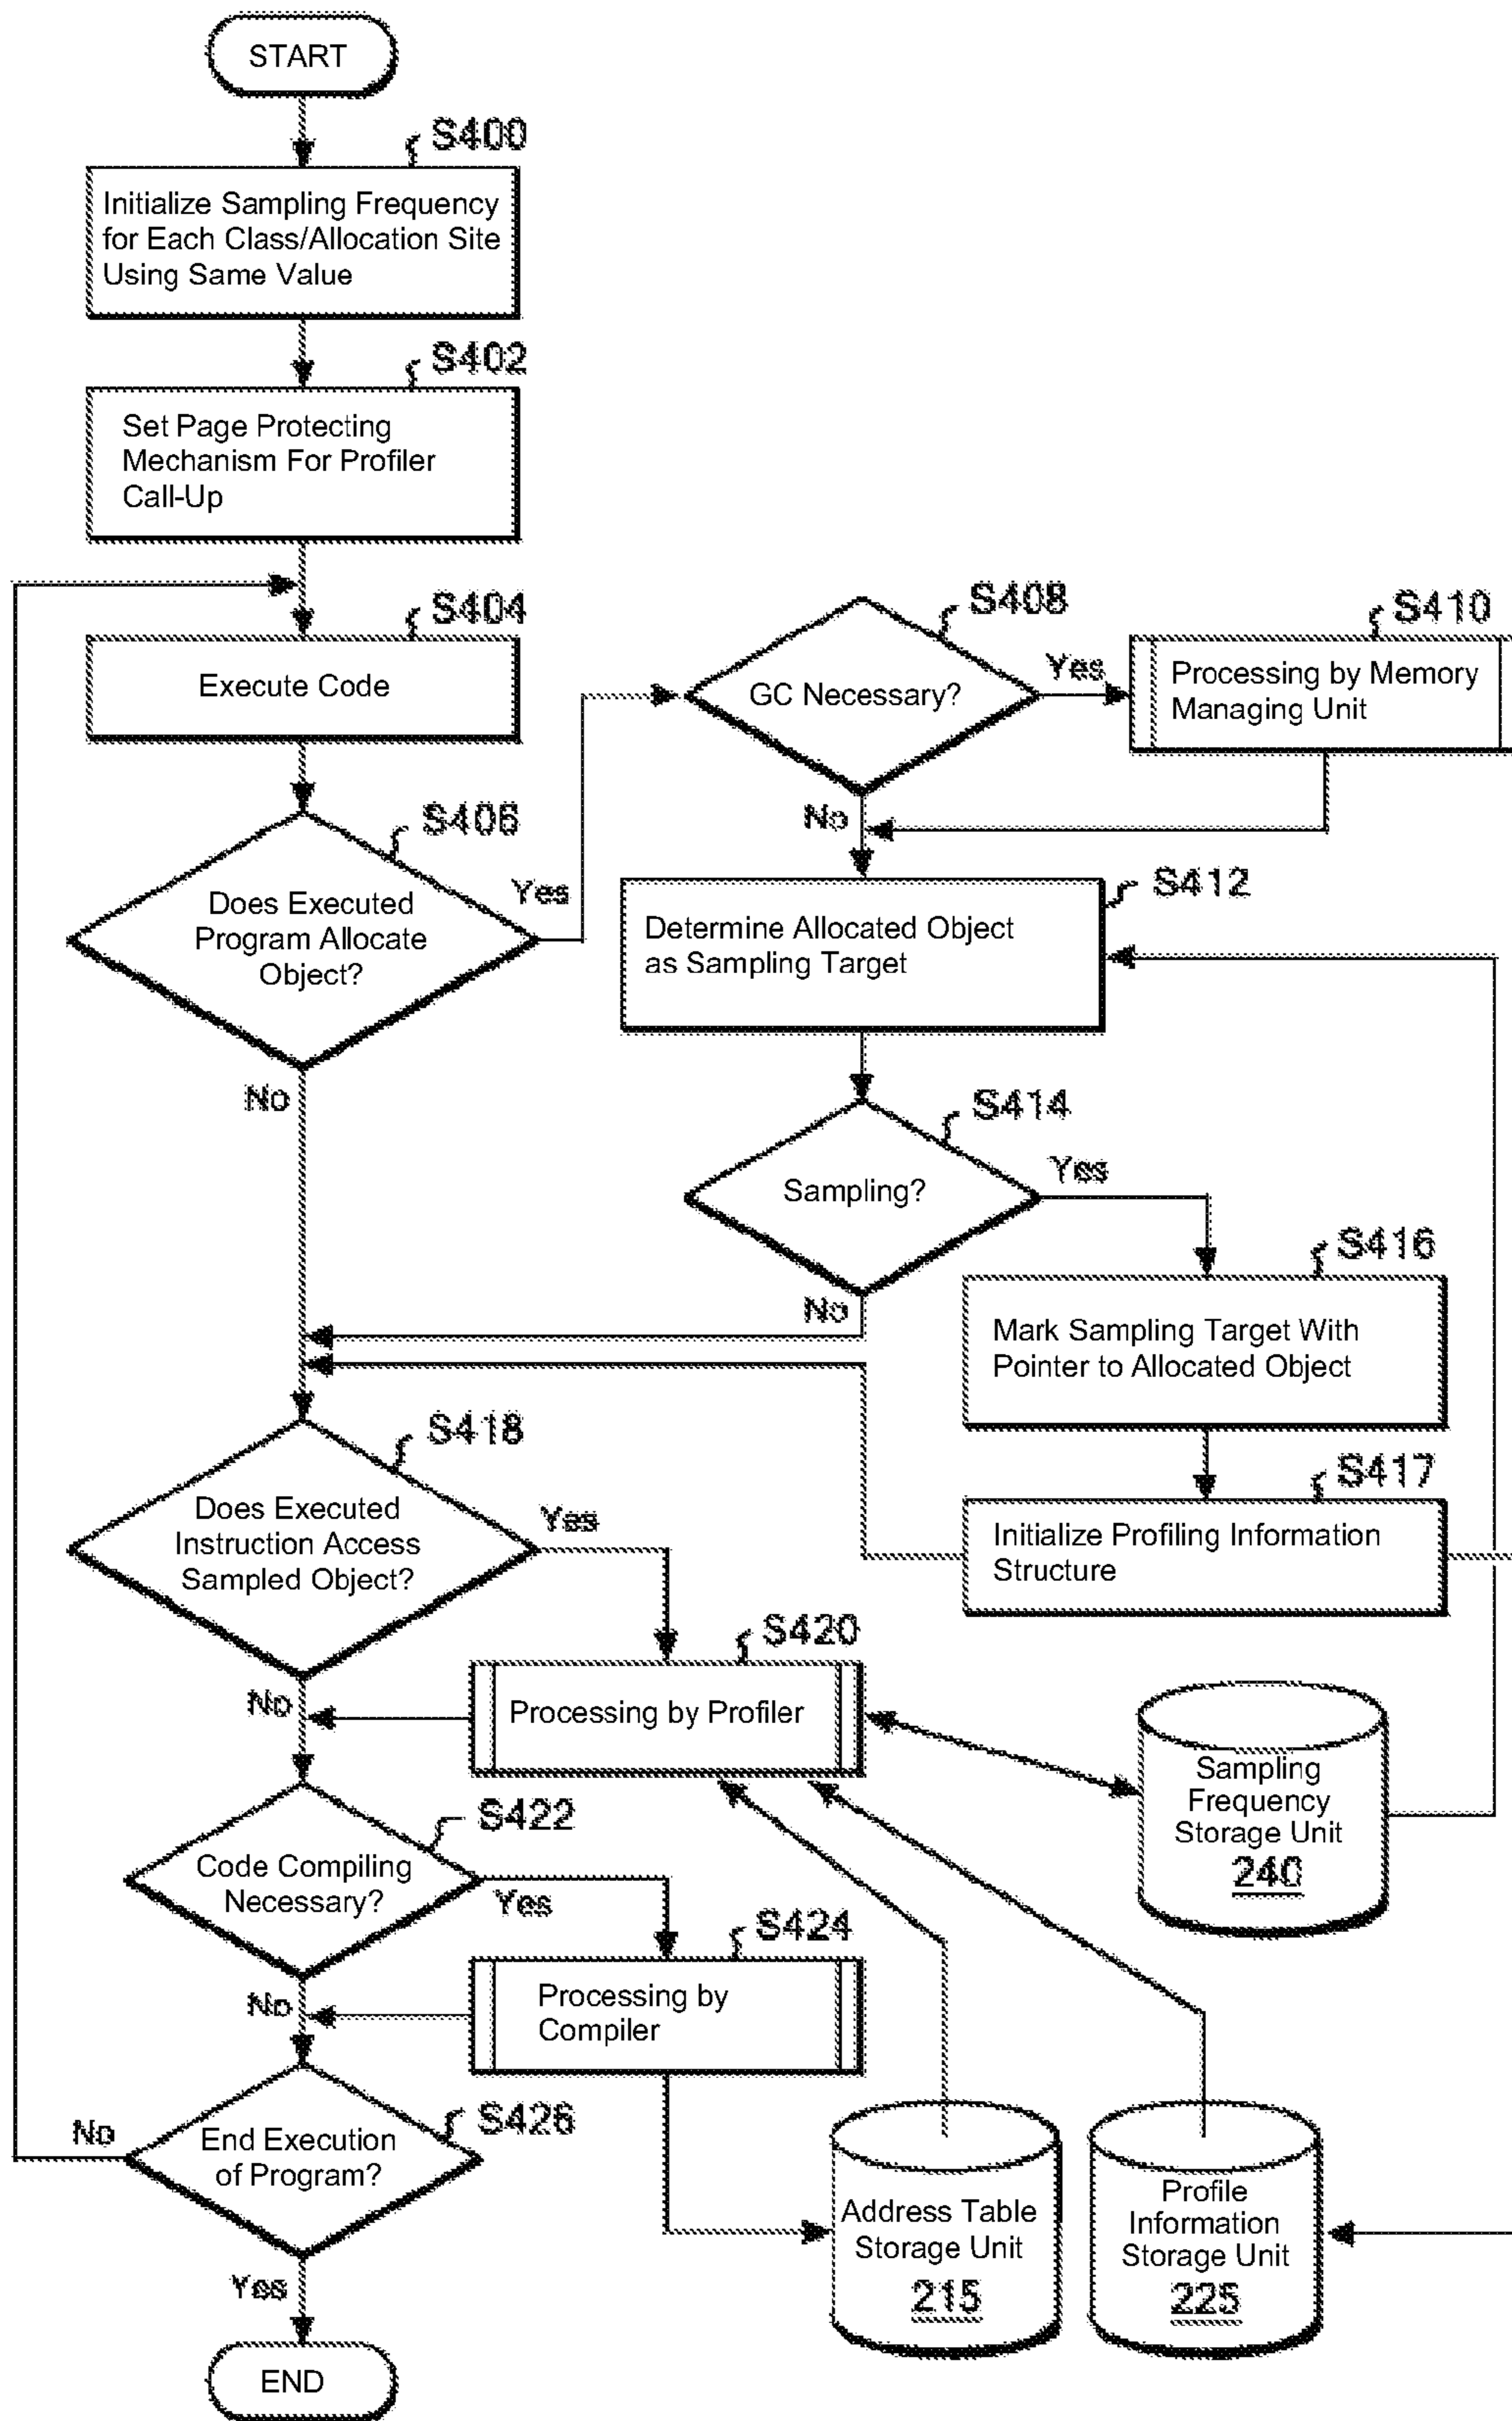 START
S400
Initialize Sampling Frequency
for Each Class/Allocation Site
Using Same Value
S402
Set Page Protecting
Mechanism For Profiler
Call-Up
S404
Execute Code
S406
Does Executed
Program Allocate
Object?
Yes
No
S408
GC Necessary?
Yes
No
S410
Processing by Memory
Managing Unit
S412
Determine Allocated Object
as Sampling Target
S414
Sampling?
Yes
No
S416
Mark Sampling Target With
Pointer to Allocated Object
S417
Initialize Profiling Information
Structure
S418
Does Executed
Instruction Access
Sampled Object?
Yes
No
S420
Processing by Profiler
Sampling
Frequency
Storage Unit
240
S422
Code Compiling
Necessary?
Yes
No
S424
Processing by
Compiler
S426
End Execution
of Program?
No
Yes
Address Table
Storage Unit
215
Profile
Information
Storage Unit
225
END